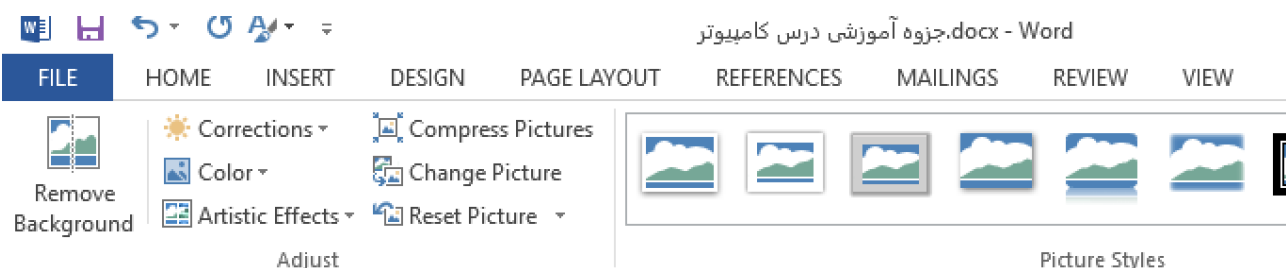 جزوه آموزشی درس کامپیوتر.docx - Word
FILE HOME INSERT DESIGN PAGE LAYOUT REFERENCES MAILINGS REVIEW VIEW
Remove Background
Corrections
Color
Artistic Effects
Compress Pictures
Change Picture
Reset Picture
Adjust
Picture Styles